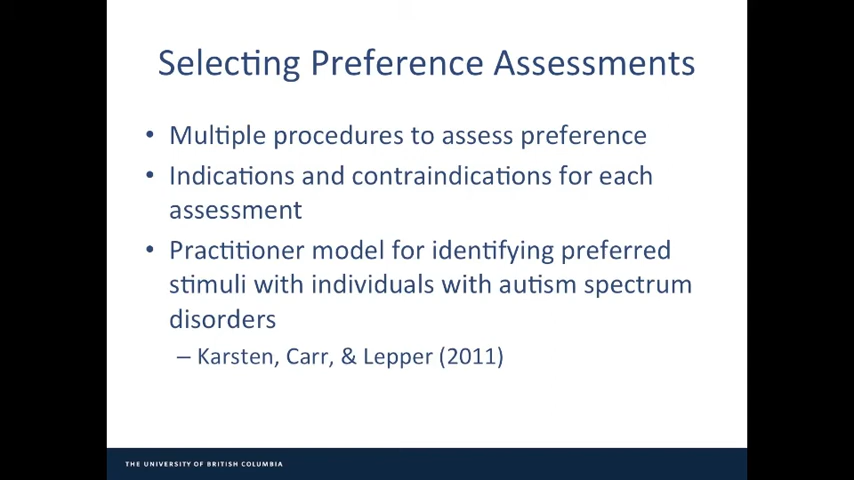 Selecting Preference Assessments
• Multiple procedures to assess preference
• Indications and contraindications for each
assessment
• Practitioner model for identifying preferred
stimuli with individuals with autism spectrum
disorders
– Karsten, Carr, & Lepper (2011)
THE UNIVERSITY OF BRITISH COLUMBIA